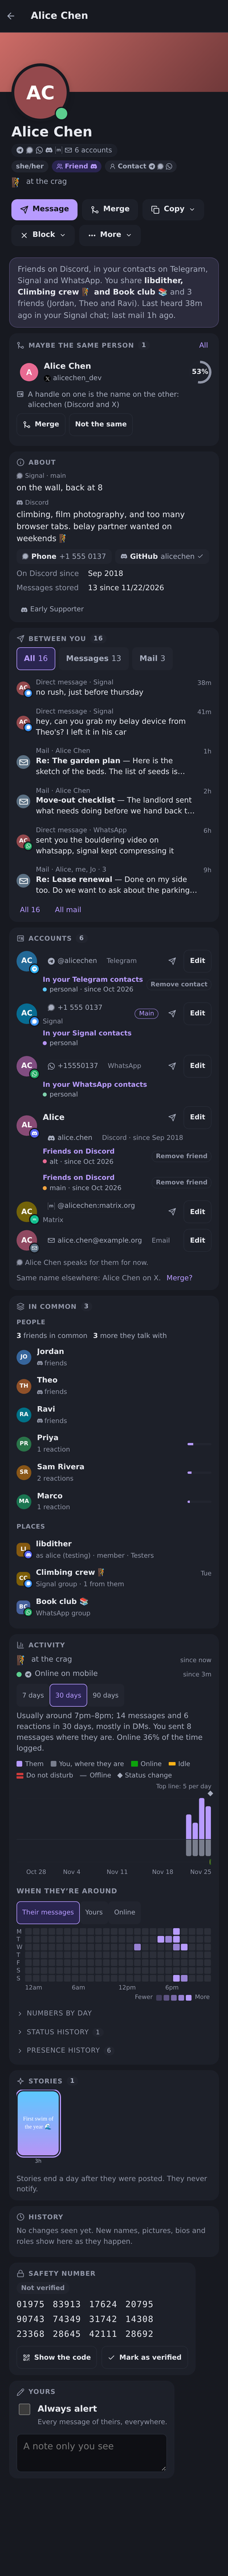 Alice Chen
AC
Alice Chen
6 accounts
she/her
Friend
Contact
🧗 at the crag
Message
Merge
Copy
Block
More
Friends on Discord, in your contacts on Telegram,
Signal and WhatsApp. You share libdither,
Climbing crew 🧗 and Book club 📚 and 3
friends (Jordan, Theo and Ravi). Last heard 38m
ago in your Signal chat; last mail 1h ago.
MAYBE THE SAME PERSON 1
All
A
Alice Chen
alicechen_dev
53%
A handle on one is the name on the other:
alicechen (Discord and X)
Merge
Not the same
ABOUT
Signal · main
on the wall, back at 8
Discord
climbing, film photography, and too many
browser tabs. belay partner wanted on
weekends 🧗
Phone +1 555 0137
GitHub alicechen ✓
On Discord since Sep 2018
Messages stored 13 since 11/22/2026
Early Supporter
BETWEEN YOU 16
All 16
Messages 13
Mail 3
Direct message · Signal 38m
no rush, just before thursday
Direct message · Signal 41m
hey, can you grab my belay device from
Theo's? I left it in his car
Mail · Alice Chen 1h
Re: The garden plan — Here is the
sketch of the beds. The list of seeds is…
Mail · Alice Chen 2h
Move-out checklist — The landlord sent
what needs doing before we hand back t…
Direct message · WhatsApp 6h
sent you the bouldering video on
whatsapp, signal kept compressing it
Mail · Alice, me, Jo · 3 9h
Re: Lease renewal — Done on my side
too. Do we want to ask about the parking…
All 16
All mail
ACCOUNTS 6
AC
@alicechen Telegram
Edit
In your Telegram contacts
personal · since Oct 2026
Remove contact
AC
+1 555 0137
Signal
Main
Edit
In your Signal contacts
personal
AC
+15550137 WhatsApp
Edit
In your WhatsApp contacts
personal
AL
Alice
Edit
alice.chen Discord · since Sep 2018
Friends on Discord
alt · since Oct 2026
Remove friend
Friends on Discord
main · since Oct 2026
Remove friend
AC
@alice.chen:matrix.org
Matrix
Edit
AC
alice.chen@example.org Email
Edit
Alice Chen speaks for them for now.
Same name elsewhere: Alice Chen on X. Merge?
IN COMMON 3
PEOPLE
3 friends in common 3 more they talk with
JO
Jordan
friends
TH
Theo
friends
RA
Ravi
friends
PR
Priya
1 reaction
SR
Sam Rivera
2 reactions
MA
Marco
1 reaction
PLACES
LI
libdither
as alice (testing) · member · Testers
CC
Climbing crew 🧗
Signal group · 1 from them
Tue
BC
Book club 📚
WhatsApp group
ACTIVITY
🧗 at the crag since now
Online on mobile since 3m
7 days
30 days
90 days
Usually around 7pm–8pm; 14 messages and 6
reactions in 30 days, mostly in DMs. You sent 8
messages where they are. Online 36% of the time
logged.
Them
You, where they are
Online
Idle
Do not disturb
Offline
Status change
Top line: 5 per day
Oct 28 Nov 4 Nov 11 Nov 18 Nov 25
WHEN THEY'RE AROUND
Their messages
Yours
Online
M
T
W
T
F
S
S
12am 6am 12pm 6pm
Fewer More
NUMBERS BY DAY
STATUS HISTORY 1
PRESENCE HISTORY 6
STORIES 1
First swim of
the year 🌊
3h
Stories end a day after they were posted. They never
notify.
HISTORY
No changes seen yet. New names, pictures, bios and
roles show here as they happen.
SAFETY NUMBER
Not verified
01975 83913 17624 20795
90743 74349 31742 14308
23368 28645 42111 28692
Show the code
Mark as verified
YOURS
Always alert
Every message of theirs, everywhere.
A note only you see